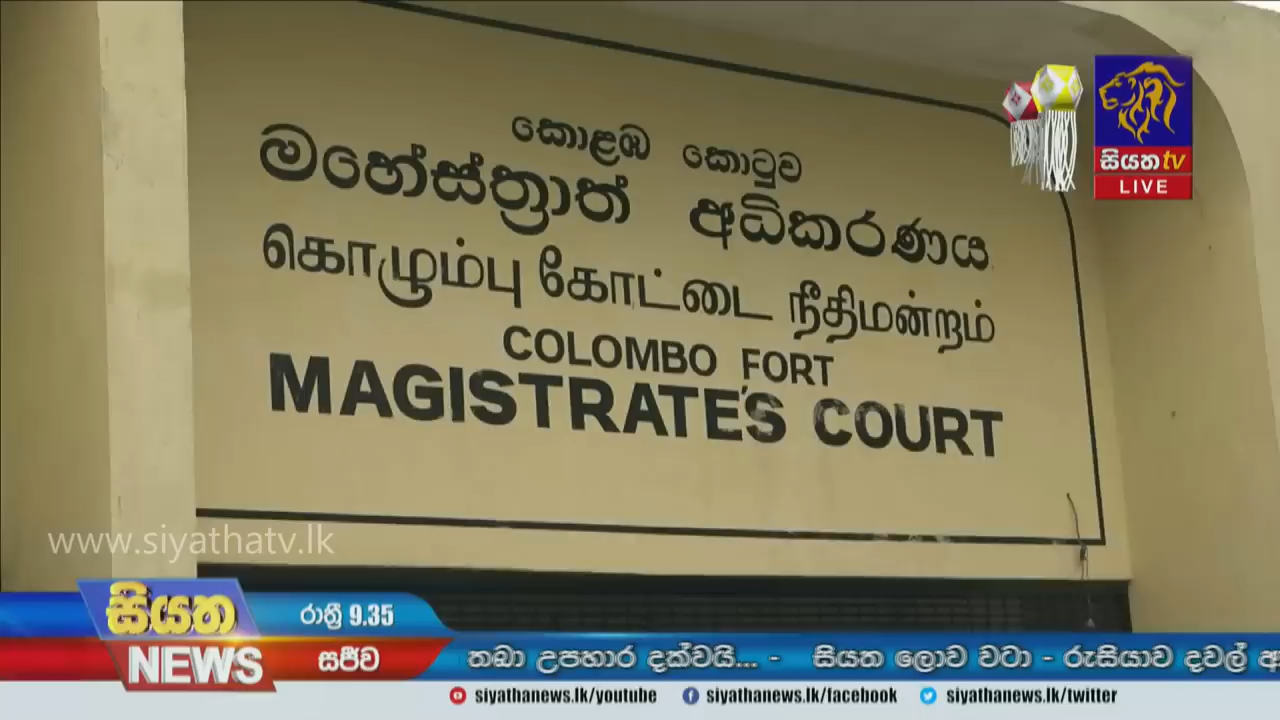 කොළඹ කොටුව
මහේස්ත්‍රාත් අධිකරණය
கொழும்பு கோட்டை நீதிமன்றம்
COLOMBO FORT
MAGISTRATE'S COURT
සියත tv
LIVE
www.siyathatv.lk
සියත
NEWS
රාත්‍රී 9.35
සජීව
තබා උපහාර දක්වයි... - සියත ලොව වටා - රුසියාව දවල්
siyathanews.lk/youtube siyathanews.lk/facebook siyathanews.lk/twitter